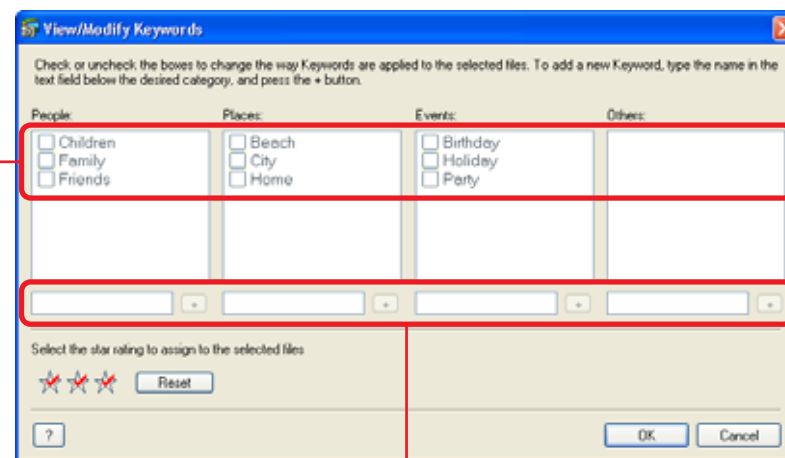 View/Modify Keywords
Check or uncheck the boxes to change the way Keywords are applied to the selected files. To add a new Keyword, type the name in the
text field below the desired category, and press the + button.
People: Places: Events: Others:
Children Beach Birthday
Family City Holiday
Friends Home Party
+ + + +
Select the star rating to assign to the selected files
Reset
? OK Cancel